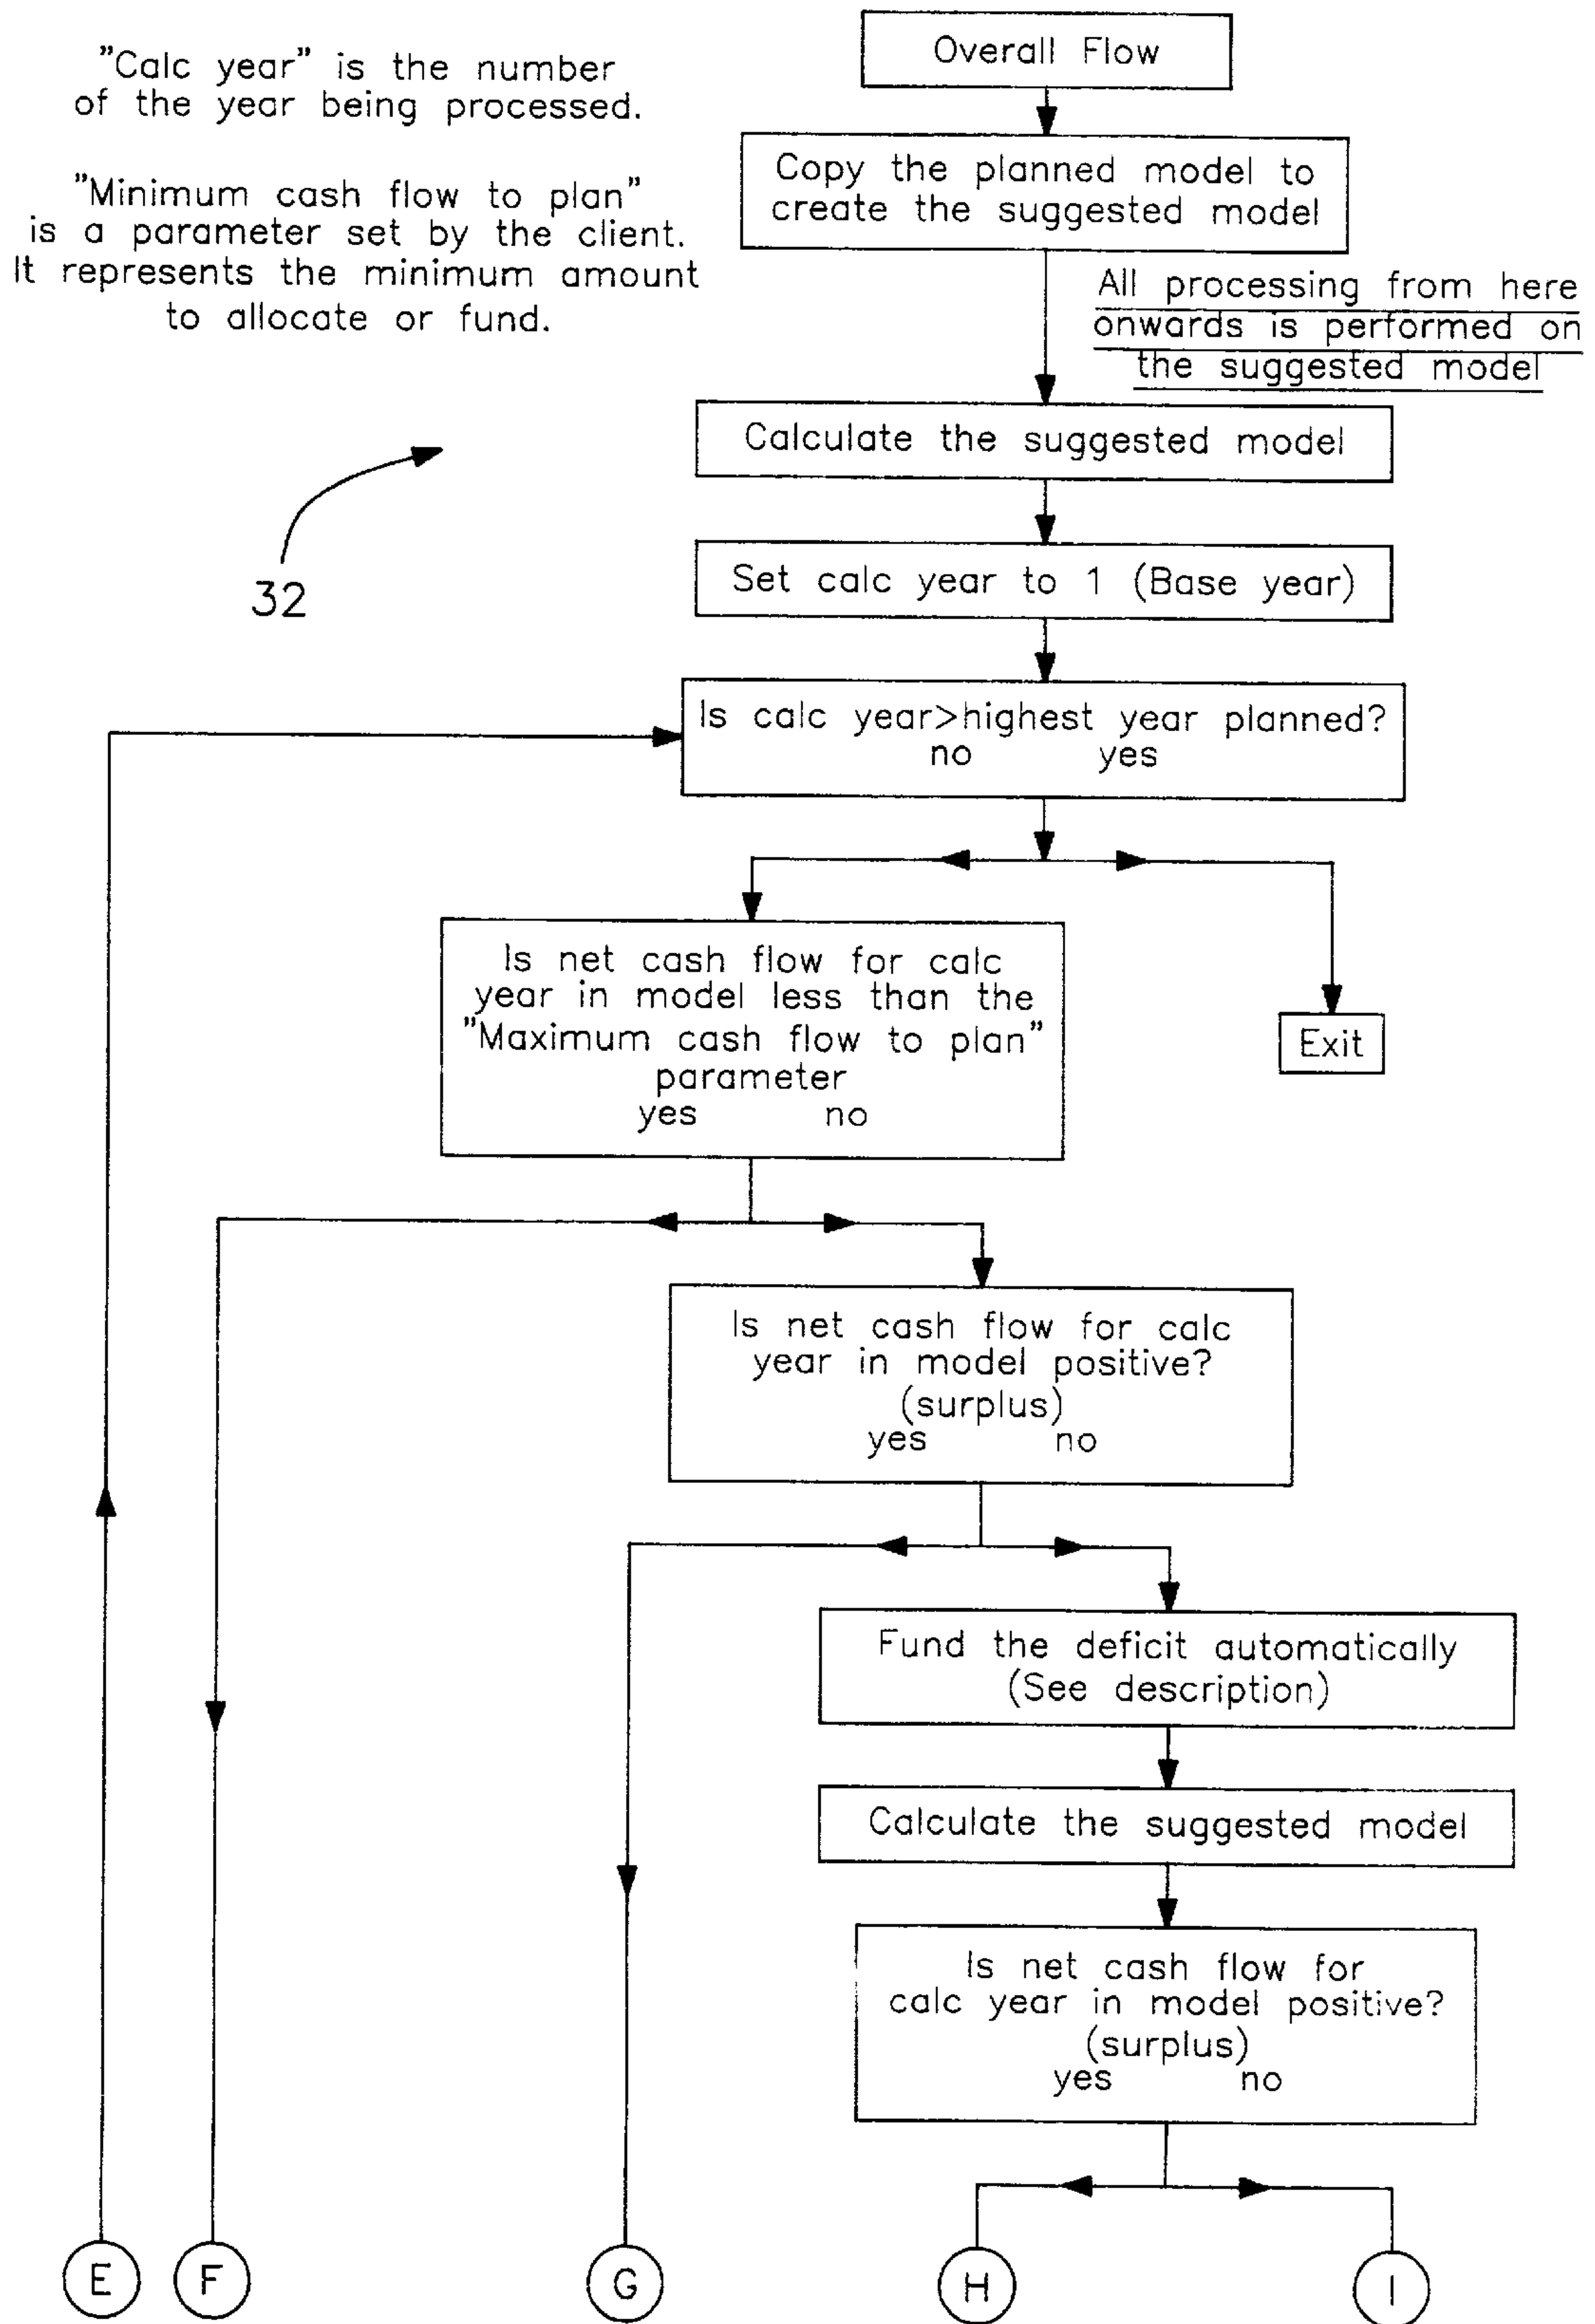 "Calc year" is the number
of the year being processed.
"Minimum cash flow to plan"
is a parameter set by the client.
It represents the minimum amount
to allocate or fund.
32
Overall Flow
Copy the planned model to
create the suggested model
All processing from here
onwards is performed on
the suggested model
Calculate the suggested model
Set calc year to 1 (Base year)
Is calc year>highest year planned?
no yes
Is net cash flow for calc
year in model less than the
"Maximum cash flow to plan"
parameter
yes no
Exit
Is net cash flow for calc
year in model positive?
(surplus)
yes no
Fund the deficit automatically
(See description)
Calculate the suggested model
Is net cash flow for
calc year in model positive?
(surplus)
yes no
E F G H I